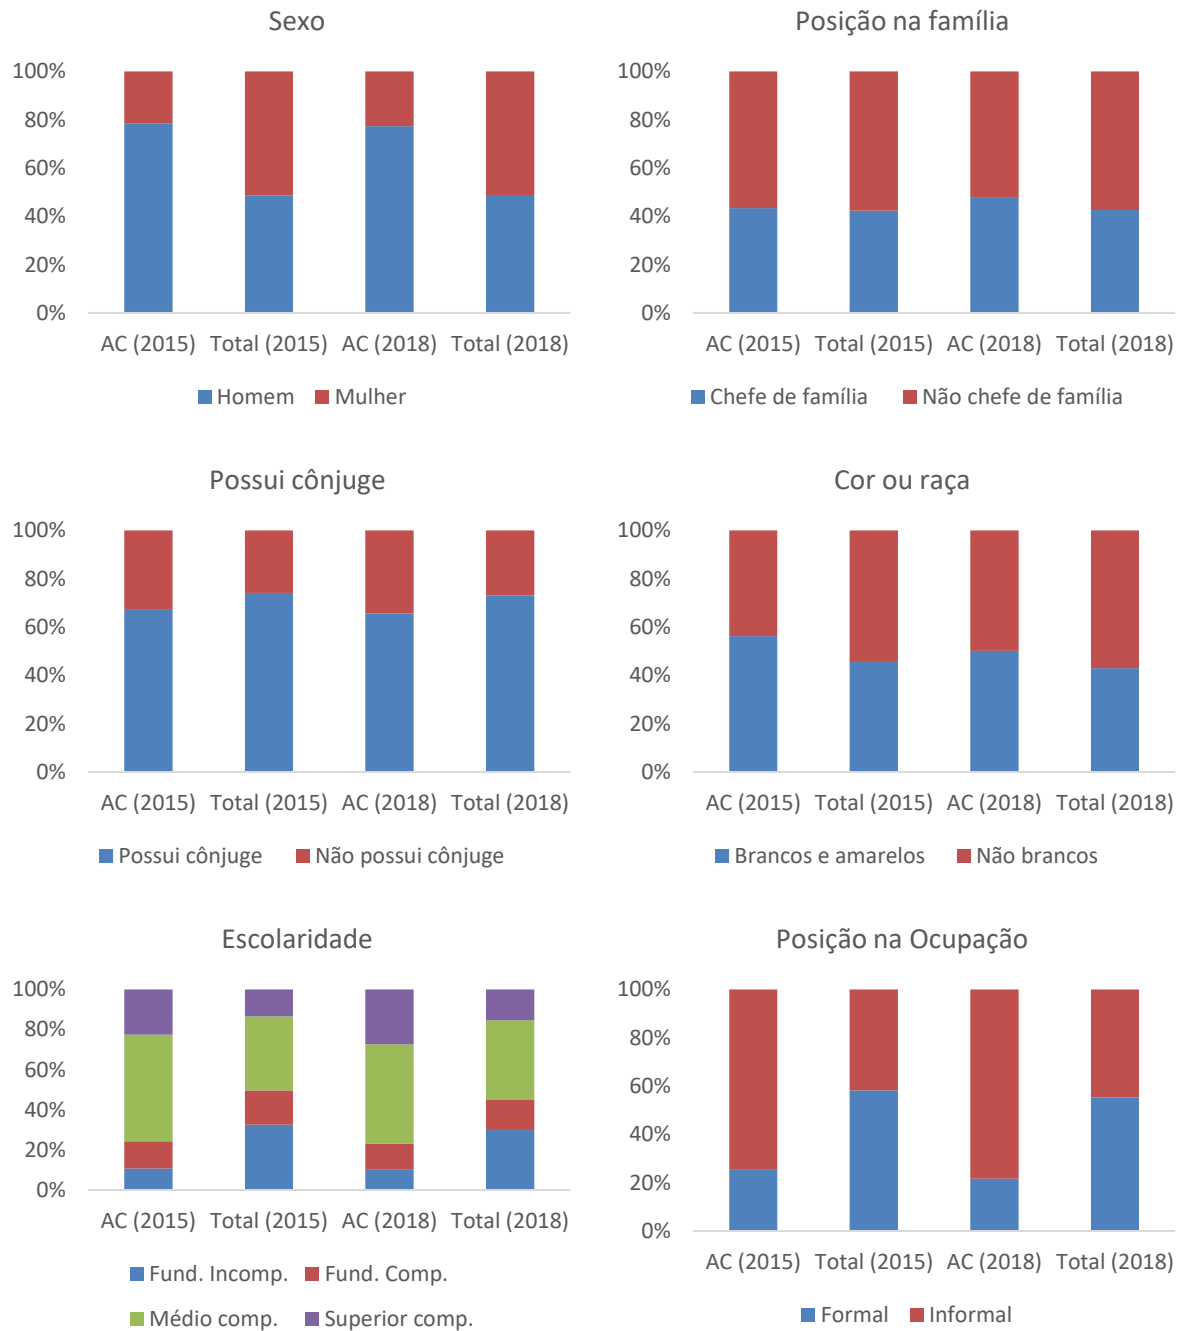 Sexo
100%
80%
60%
40%
20%
0%
AC (2015) Total (2015) AC (2018) Total (2018)
Homem Mulher
Posição na família
100%
80%
60%
40%
20%
0%
AC (2015) Total (2015) AC (2018) Total (2018)
Chefe de família Não chefe de família
Possui cônjuge
100%
80%
60%
40%
20%
0%
AC (2015) Total (2015) AC (2018) Total (2018)
Possui cônjuge Não possui cônjuge
Cor ou raça
100%
80%
60%
40%
20%
0%
AC (2015) Total (2015) AC (2018) Total (2018)
Brancos e amarelos Não brancos
Escolaridade
100%
80%
60%
40%
20%
0%
AC (2015) Total (2015) AC (2018) Total (2018)
Fund. Incomp. Fund. Comp.
Médio comp. Superior comp.
Posição na Ocupação
100%
80%
60%
40%
20%
0%
AC (2015) Total (2015) AC (2018) Total (2018)
Formal Informal